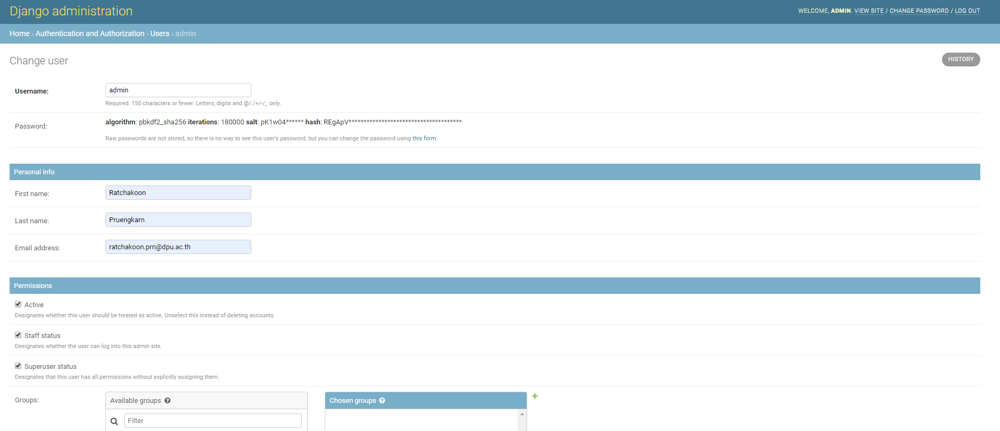 Django administration
WELCOME, ADMIN. VIEW SITE / CHANGE PASSWORD / LOG OUT
Home › Authentication and Authorization › Users › admin
Change user
HISTORY
Username:
admin
Required. 150 characters or fewer. Letters, digits and @/./+/-/_ only.
Password:
algorithm: pbkdf2_sha256 iterations: 180000 salt: pK1w04****** hash: REgApV**************************************
Raw passwords are not stored, so there is no way to see this user's password, but you can change the password using this form.
Personal info
First name:
Ratchakoon
Last name:
Pruengkarn
Email address:
ratchakoon.prn@dpu.ac.th
Permissions
Active
Designates whether this user should be treated as active. Unselect this instead of deleting accounts.
Staff status
Designates whether the user can log into this admin site.
Superuser status
Designates that this user has all permissions without explicitly assigning them.
Groups:
Available groups ?
Chosen groups ?
Filter